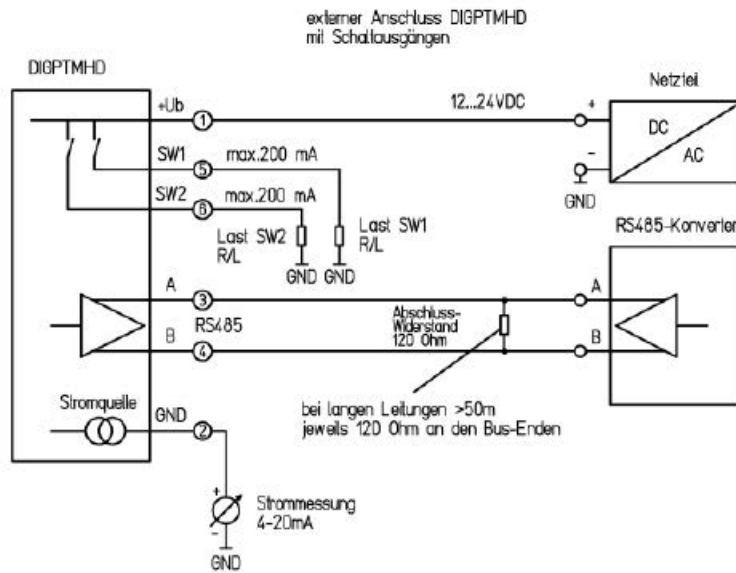 externer Anschluss DIGPTMHD
mit Schaltausgängen
DIGPTMHD
Netzteil
+Ub
1
12...24VDC
+
DC
AC
-
GND
SW1
5
max.200 mA
SW2
6
max.200 mA
Last SW2
R/L
Last SW1
R/L
GND
GND
RS485-Konverter
A
3
A
RS485
Abschluss-
Widerstand
120 Ohm
B
4
B
bei langen Leitungen >50m
jeweils 120 Ohm an den Bus-Enden
Stromquelle
GND
2
+
Strommessung
4-20mA
-
GND